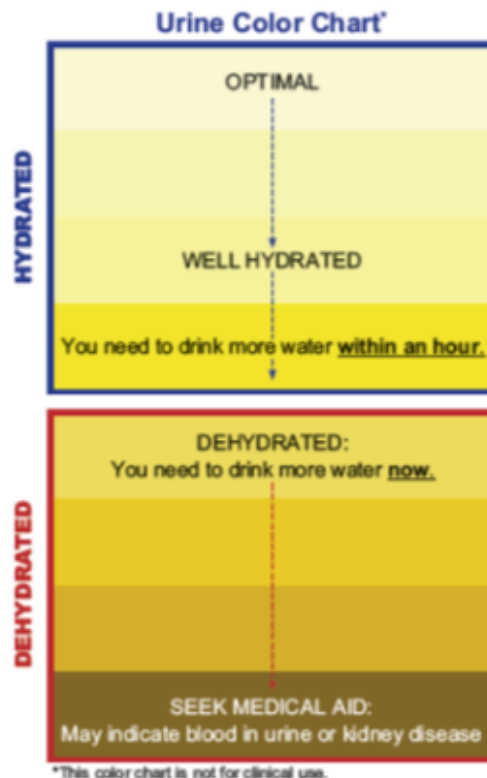 Urine Color Chart*
HYDRATED
OPTIMAL
WELL HYDRATED
You need to drink more water within an hour.
DEHYDRATED
DEHYDRATED:
You need to drink more water now.
SEEK MEDICAL AID:
May indicate blood in urine or kidney disease
*This color chart is not for clinical use.